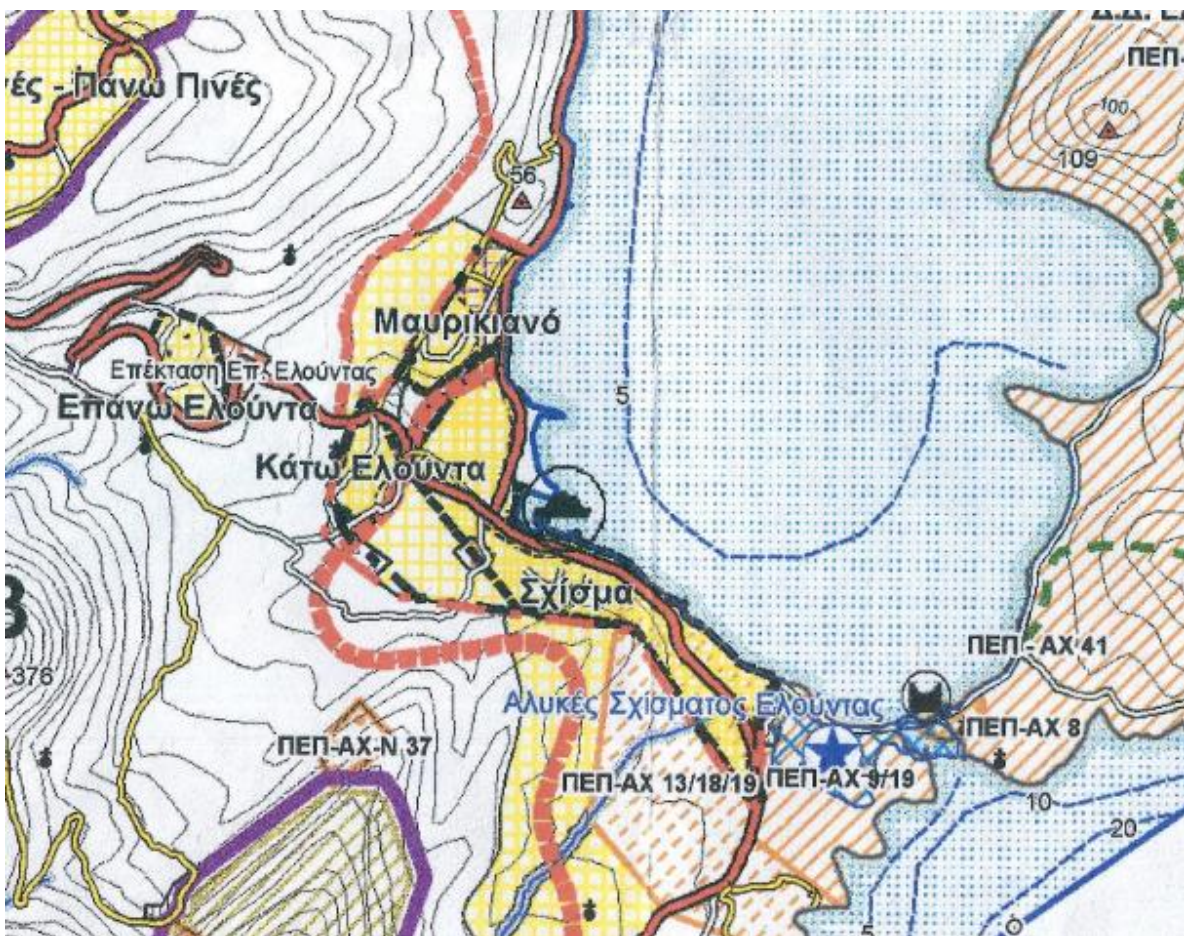 Δ.Δ. ΕΛ
ΠΕΠ-
νές - Πάνω Πινές
100
109
56
Μαυρικιανό
Επέκταση Επ. Ελούντας
Επάνω Ελούντα
5
Κάτω Ελούντα
Σχίσμα
376
ΠΕΠ - ΑΧ 41
Αλυκές Σχίσματος Ελούντας
ΠΕΠ-ΑΧ 8
ΠΕΠ-ΑΧ-Ν 37
ΠΕΠ-ΑΧ 13/18/19
ΠΕΠ-ΑΧ 9/19
10
20
5